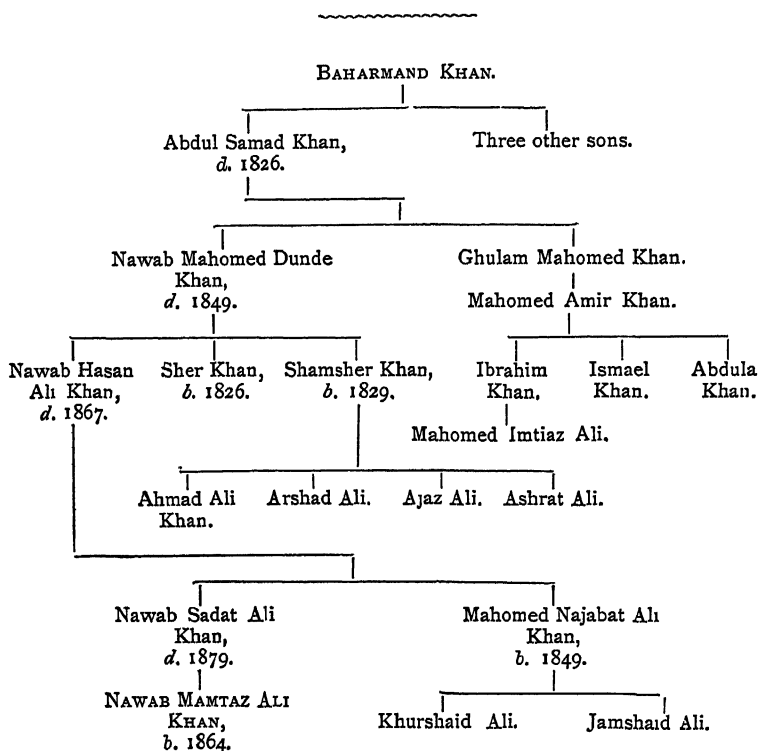 BAHARMAND KHAN.
Abdul Samad Khan, Three other sons.
d. 1826.
Nawab Mahomed Dunde Ghulam Mahomed Khan.
Khan,
d. 1849.
Mahomed Amir Khan.
Nawab Hasan Sher Khan, Shamsher Khan, Ibrahim Ismael Abdula
Ali Khan, b. 1826. b. 1829. Khan. Khan. Khan.
d. 1867.
Mahomed Imtiaz Ali.
Ahmad Ali Arshad Ali. Ajaz Ali. Ashrat Ali.
Khan.
Nawab Sadat Ali Mahomed Najabat Ali
Khan, Khan,
d. 1879. b. 1849.
NAWAB MAMTAZ ALI Khurshaid Ali. Jamshaid Ali.
KHAN,
b. 1864.